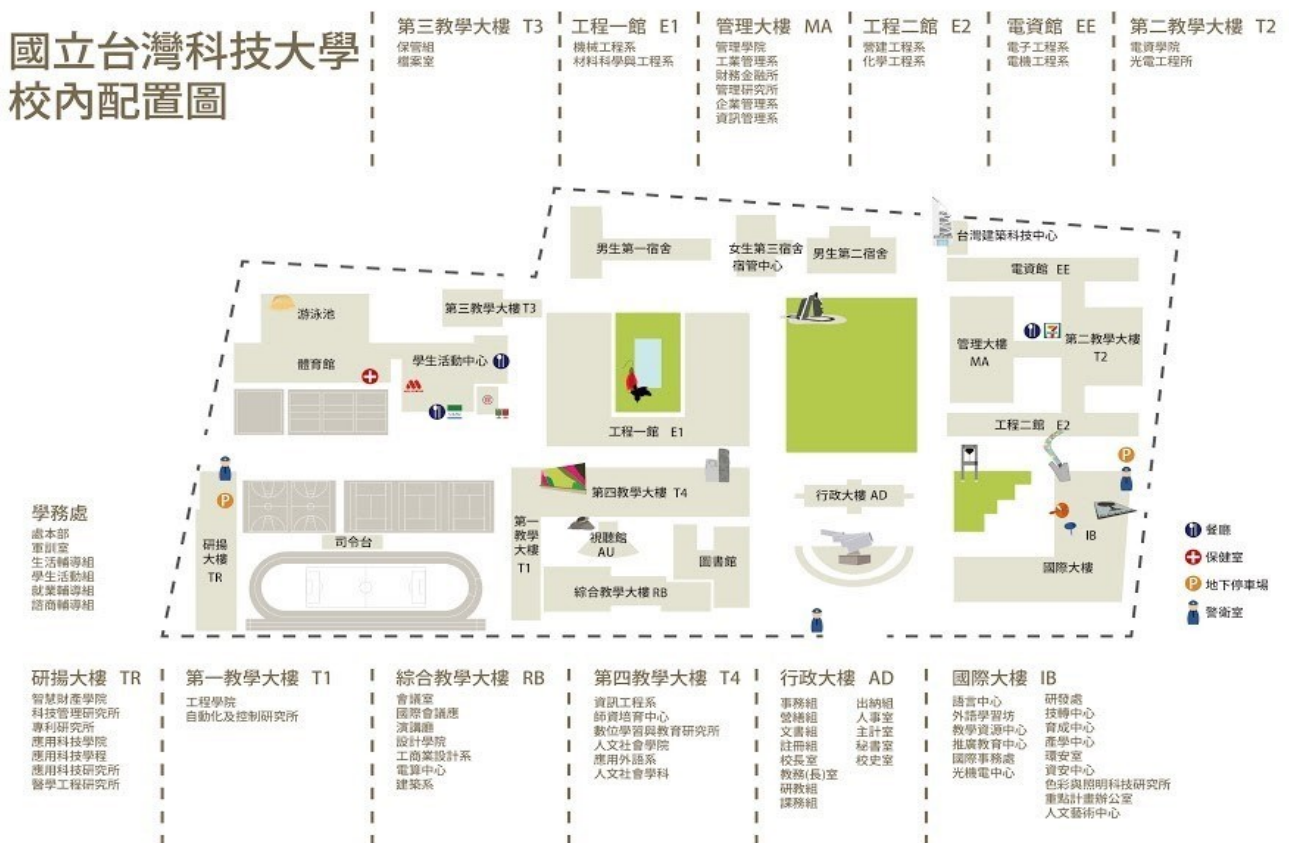 國立台灣科技大學
校內配置圖
第三教學大樓 T3
保管組
檔案室
工程一館 E1
機械工程系
材料科學與工程系
管理大樓 MA
管理學院
工業管理系
財務金融所
管理研究所
企業管理系
資訊管理系
工程二館 E2
營建工程系
化學工程系
電資館 EE
電子工程系
電機工程系
第二教學大樓 T2
電資學院
光電工程所
男生第一宿舍
女生第三宿舍
宿管中心
男生第二宿舍
台灣建築科技中心
電資館 EE
游泳池
第三教學大樓 T3
體育館
學生活動中心
管理大樓
MA
第二教學大樓
T2
工程一館 E1
工程二館 E2
P
第四教學大樓 T4
行政大樓 AD
P
第一教學大樓
T1
視聽館
AU
圖書館
司令台
研揚大樓
TR
綜合教學大樓 RB
IB
國際大樓
餐廳
保健室
P 地下停車場
警衛室
學務處
處本部
軍訓室
生活輔導組
學生活動組
就業輔導組
諮商輔導組
研揚大樓 TR
智慧財產學院
科技管理研究所
專利研究所
應用科技學院
應用科技學程
應用科技研究所
醫學工程研究所
第一教學大樓 T1
工程學院
自動化及控制研究所
綜合教學大樓 RB
會議室
國際會議應
演講廳
設計學院
工商業設計系
電算中心
建築系
第四教學大樓 T4
資訊工程系
師資培育中心
數位學習與教育研究所
人文社會學院
應用外語系
人文社會學科
行政大樓 AD
事務組
營繕組
文書組
註冊組
校長室
教務(長)室
研教組
課務組
出納組
人事室
主計室
秘書室
校史室
國際大樓 IB
語言中心
外語學習坊
教學資源中心
推廣教育中心
國際事務處
光機電中心
研發處
技轉中心
育成中心
產學中心
環安室
資安中心
色彩與照明科技研究所
重點計畫辦公室
人文藝術中心